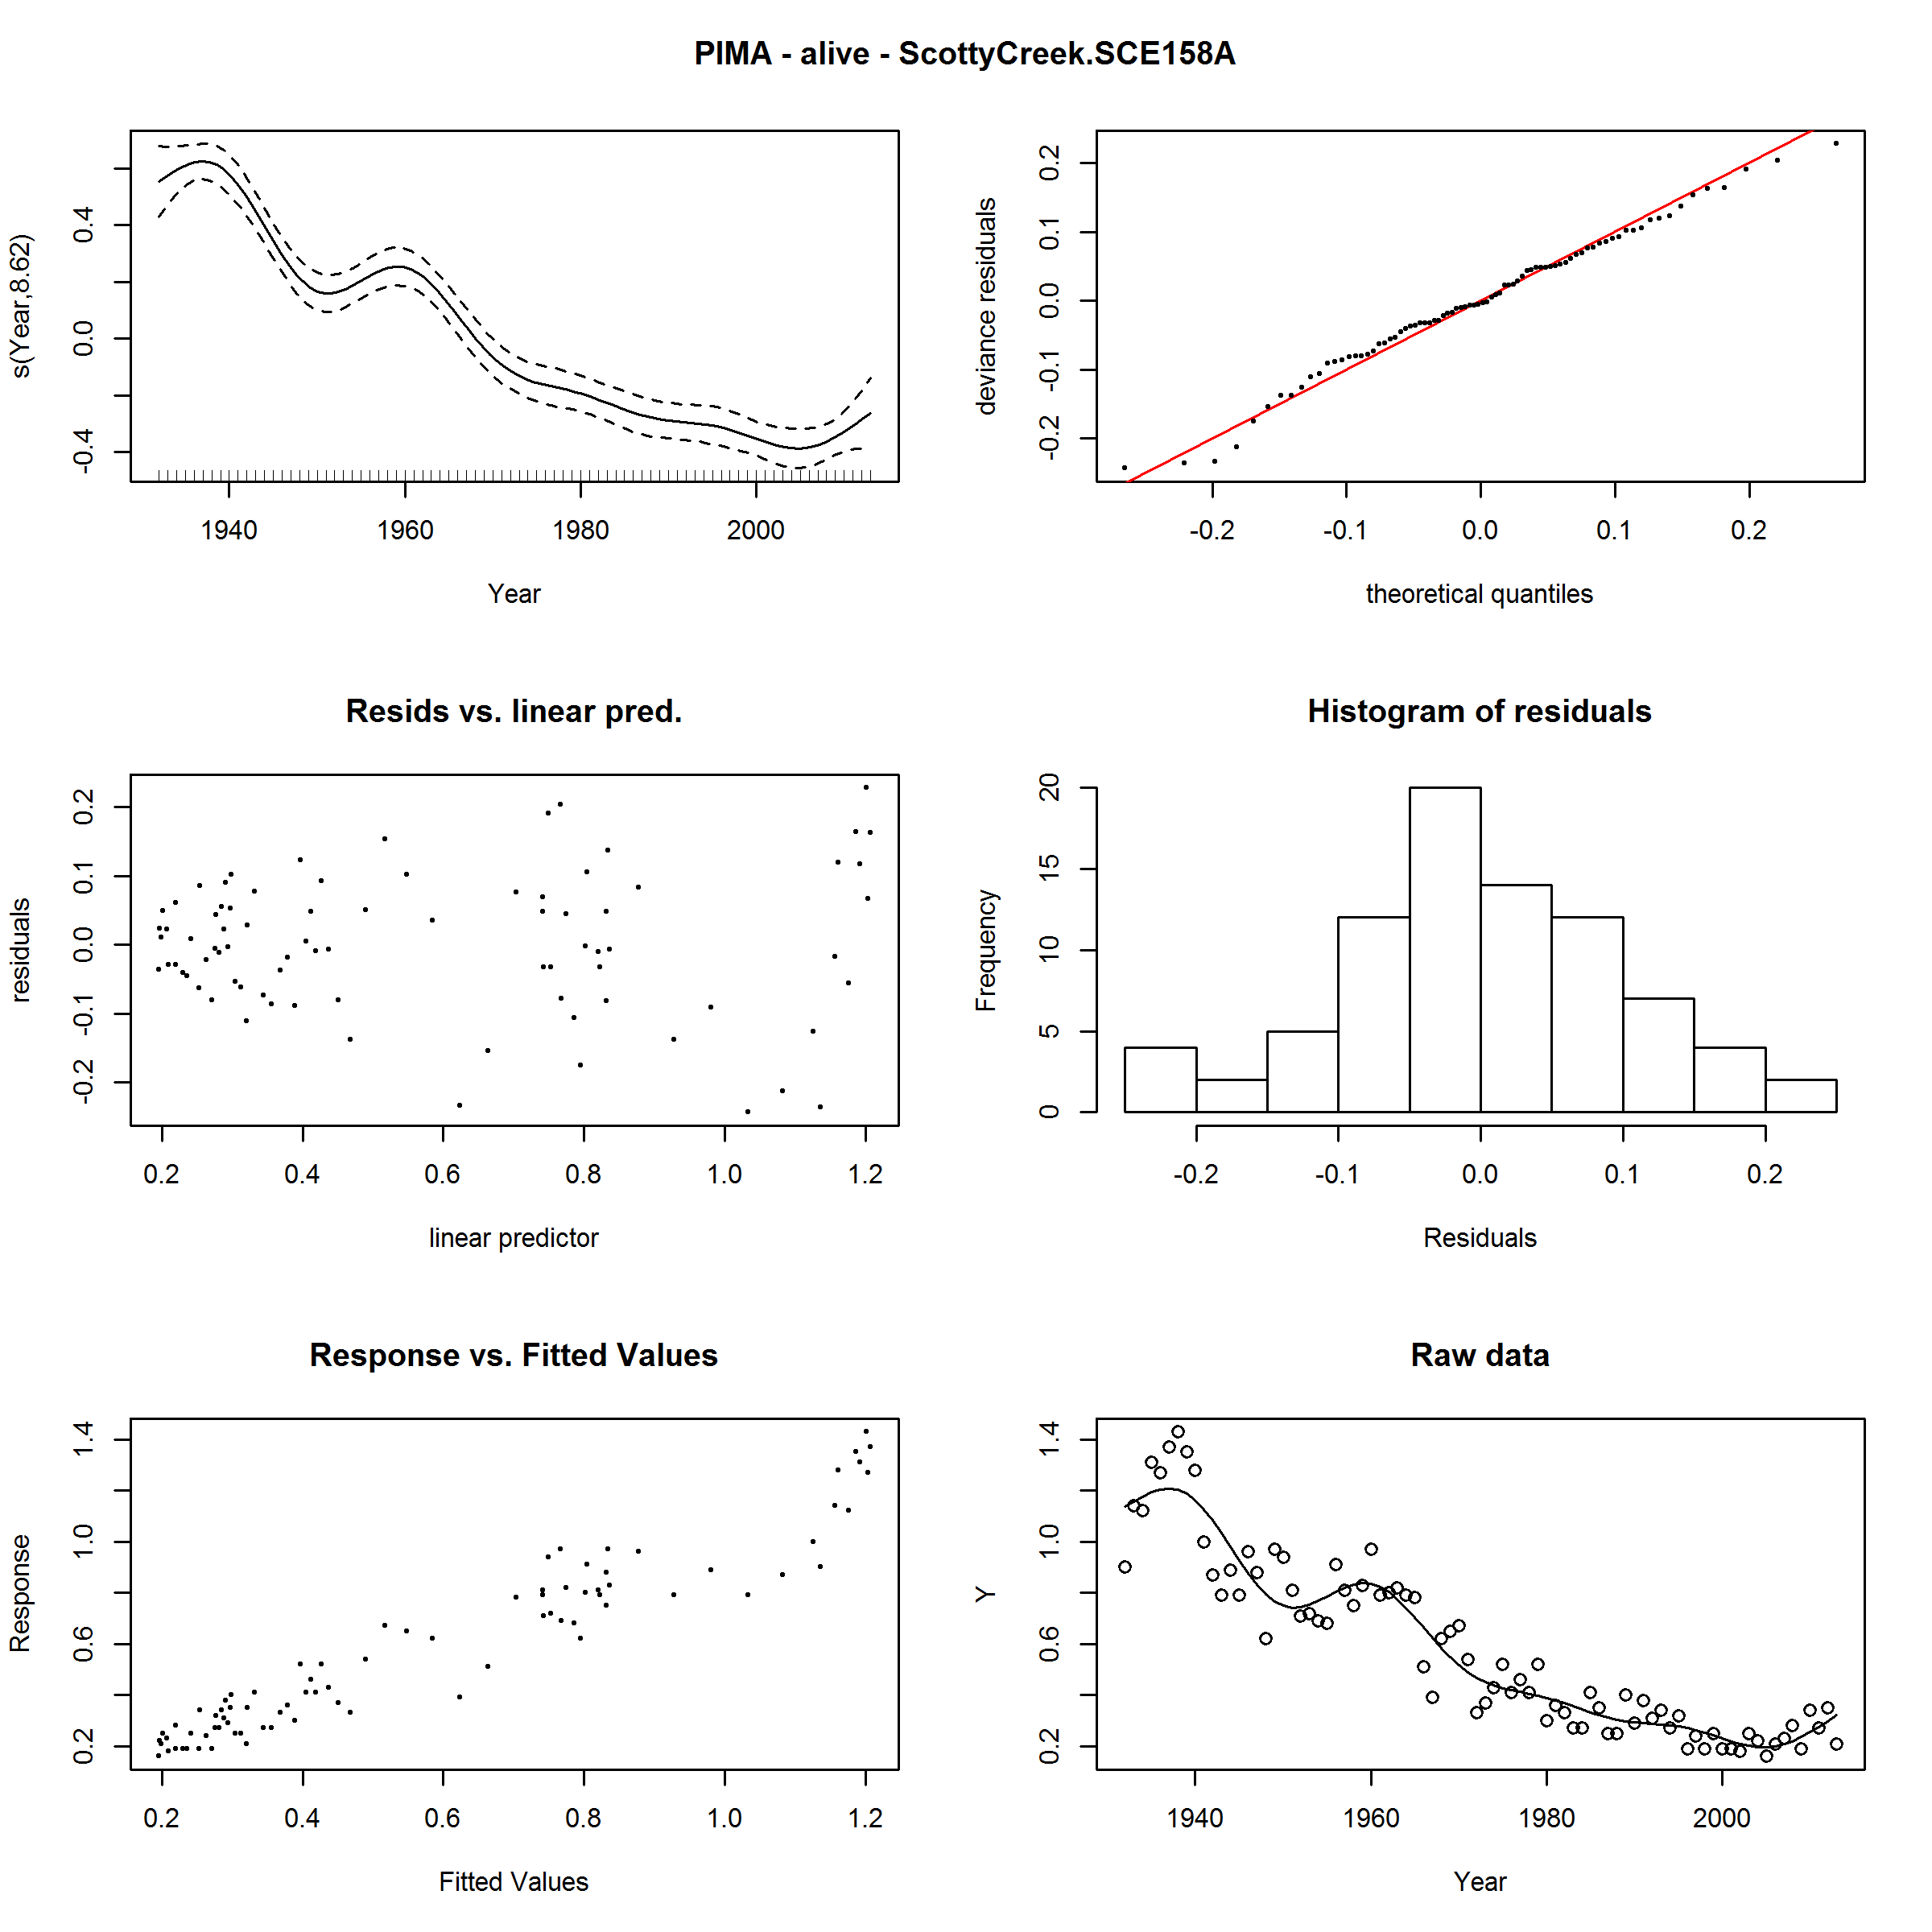 PIMA - alive - ScottyCreek.SCE158A
s(Year,8.62)
-0.4 0.0 0.4
1940 1960 1980 2000
Year
deviance residuals
-0.2 -0.1 0.0 0.1 0.2
-0.2 -0.1 0.0 0.1 0.2
theoretical quantiles
Resids vs. linear pred.
residuals
-0.2 -0.1 0.0 0.1 0.2
0.2 0.4 0.6 0.8 1.0 1.2
linear predictor
Histogram of residuals
Frequency
0 5 10 15 20
-0.2 -0.1 0.0 0.1 0.2
Residuals
Response vs. Fitted Values
Response
0.2 0.6 1.0 1.4
0.2 0.4 0.6 0.8 1.0 1.2
Fitted Values
Raw data
Y
0.2 0.6 1.0 1.4
1940 1960 1980 2000
Year